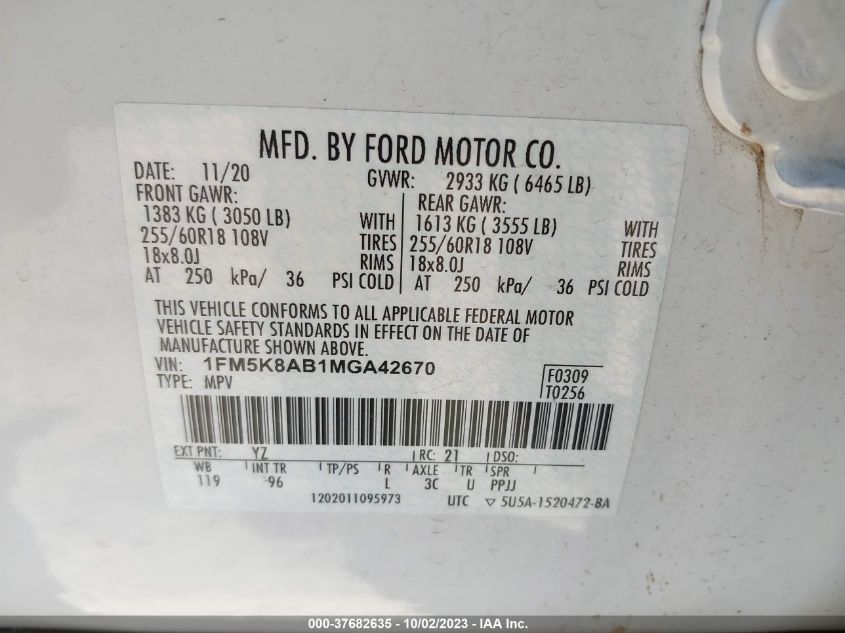 MFD. BY FORD MOTOR CO.
DATE: 11/20 GVWR: 2933 KG ( 6465 LB)
FRONT GAWR: REAR GAWR:
1383 KG ( 3050 LB) WITH 1613 KG ( 3555 LB) WITH
255/60R18 108V TIRES 255/60R18 108V TIRES
18x8.0J RIMS 18x8.0J RIMS
AT 250 kPa/ 36 PSI COLD AT 250 kPa/ 36 PSI COLD
THIS VEHICLE CONFORMS TO ALL APPLICABLE FEDERAL MOTOR
VEHICLE SAFETY STANDARDS IN EFFECT ON THE DATE OF
MANUFACTURE SHOWN ABOVE.
VIN: 1FM5K8AB1MGA42670 F0309
TYPE: MPV T0256
EXT PNT: YZ RC: 21 DSO:
WB INT TR TP/PS R AXLE TR SPR
119 96 L 3C U PPJJ
1202011095973 UTC ▽ 5U5A-1520472-BA
000-37682635 - 10/02/2023 - IAA Inc.